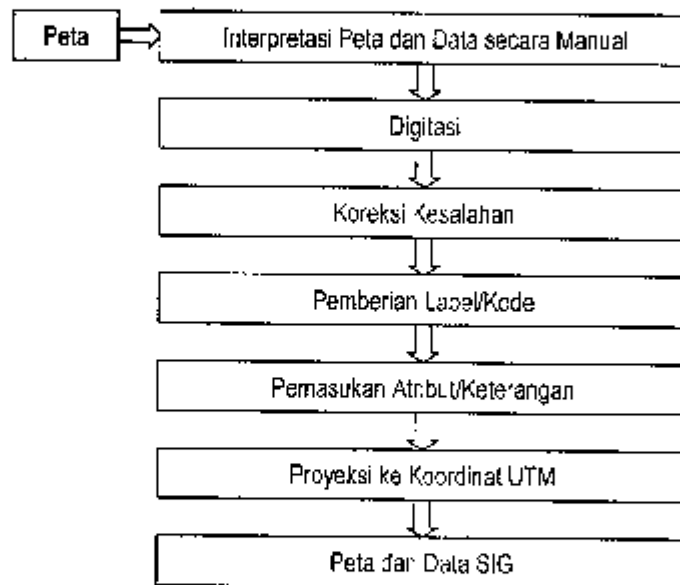 Peta
Interpretasi Peta dan Data secara Manual
Digitasi
Koreksi Kesalahan
Pemberian Label/Kode
Pemasukan Atribut/Keterangan
Proyeksi ke Koordinat UTM
Peta dan Data SIG